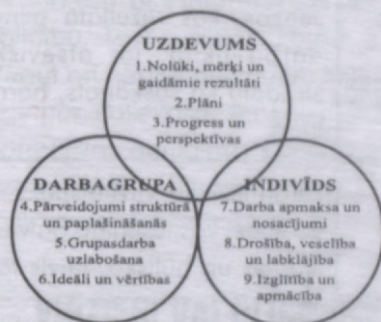 UZDEVUMS
1.Nolūki, mērķi un
gaidāmie rezultāti
2.Plāni
3.Progress un
perspektīvas
DARBAGRUPA
4.Pārveidojumi struktūrā
un paplašināšanās
5.Grupasdarba
uzlabošana
6.Ideāli un vērtības
INDIVĪDS
7.Darba apmaksa un
nosacījumi
8.Drošība, veselība
un labklājība
9.Izglītība un
apmācība